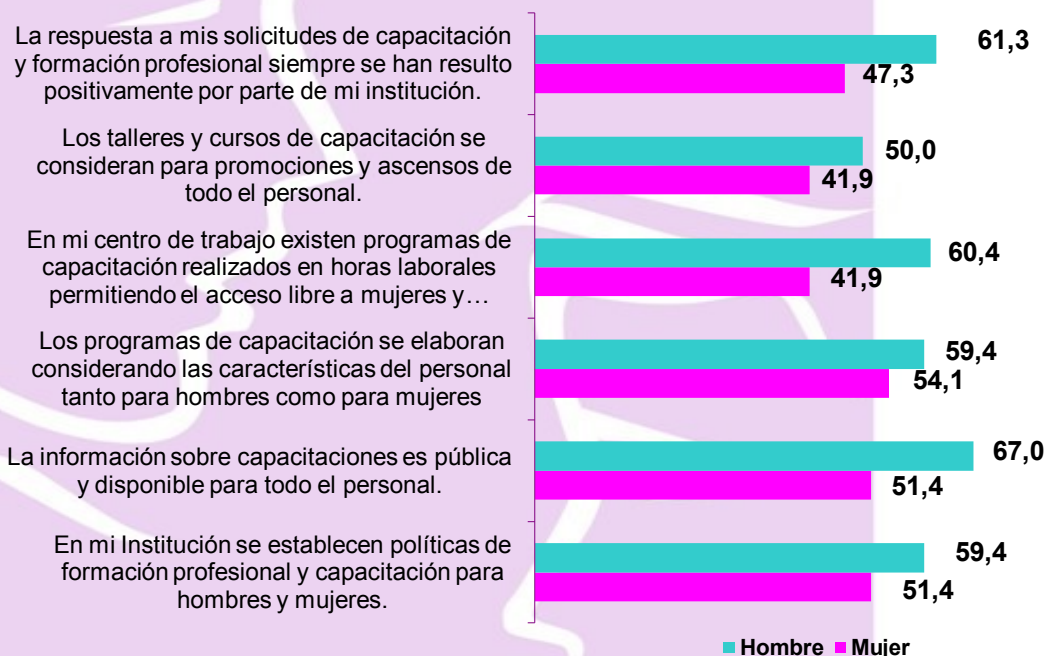 La respuesta a mis solicitudes de capacitación
y formación profesional siempre se han resulto
positivamente por parte de mi institución.
61,3
47,3
Los talleres y cursos de capacitación se
consideran para promociones y ascensos de
todo el personal.
50,0
41,9
En mi centro de trabajo existen programas de
capacitación realizados en horas laborales
permitiendo el acceso libre a mujeres y…
60,4
41,9
Los programas de capacitación se elaboran
considerando las características del personal
tanto para hombres como para mujeres
59,4
54,1
La información sobre capacitaciones es pública
y disponible para todo el personal.
67,0
51,4
En mi Institución se establecen políticas de
formación profesional y capacitación para
hombres y mujeres.
59,4
51,4
Hombre Mujer